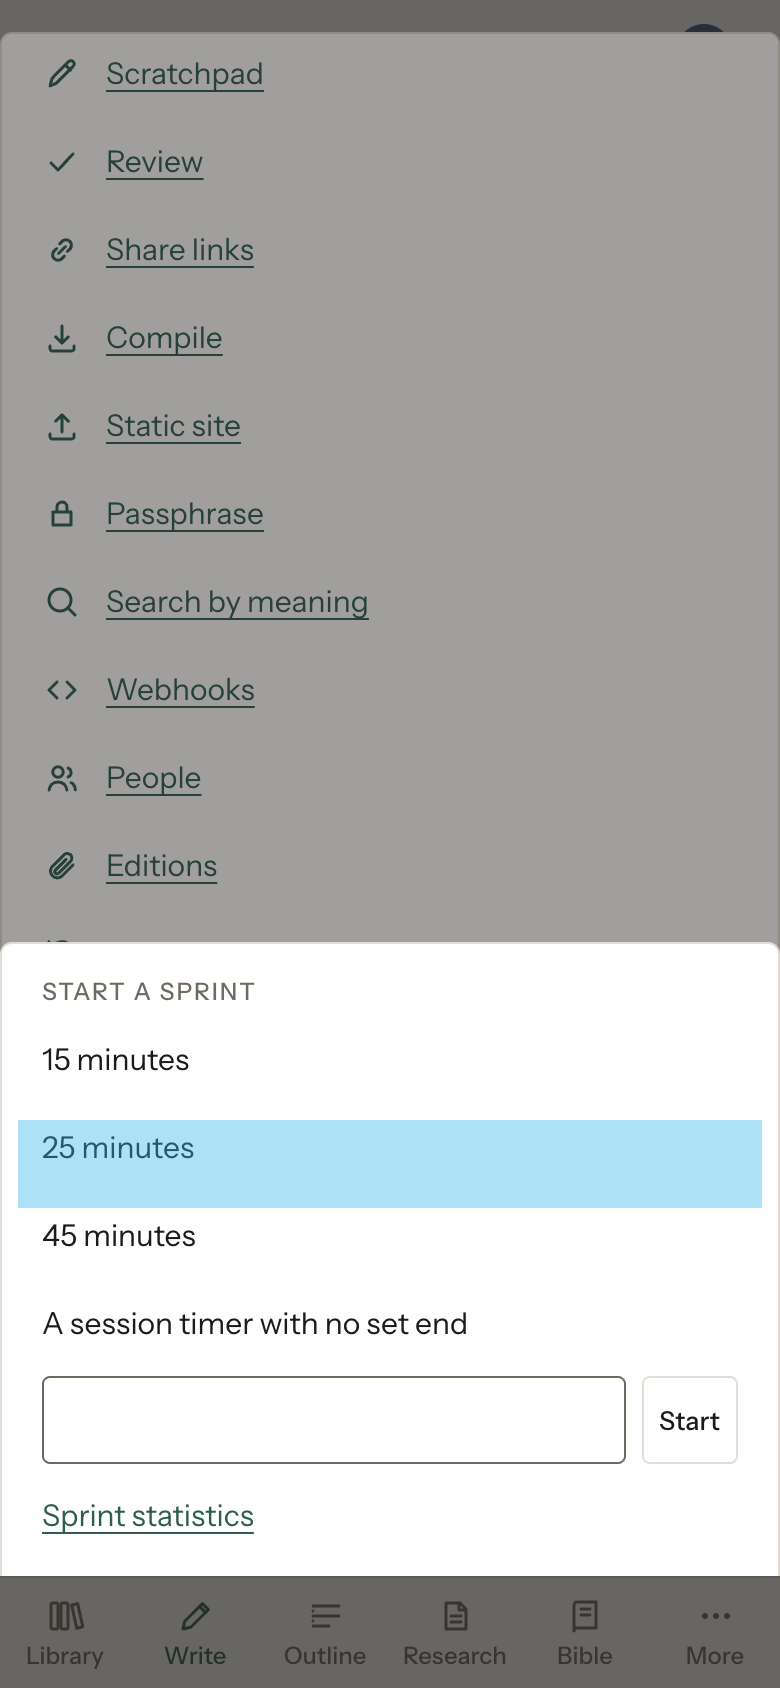 Scratchpad
Review
Share links
Compile
Static site
Passphrase
Search by meaning
Webhooks
People
Editions
START A SPRINT
15 minutes
25 minutes
45 minutes
A session timer with no set end
Start
Sprint statistics
Library
Write
Outline
Research
Bible
More